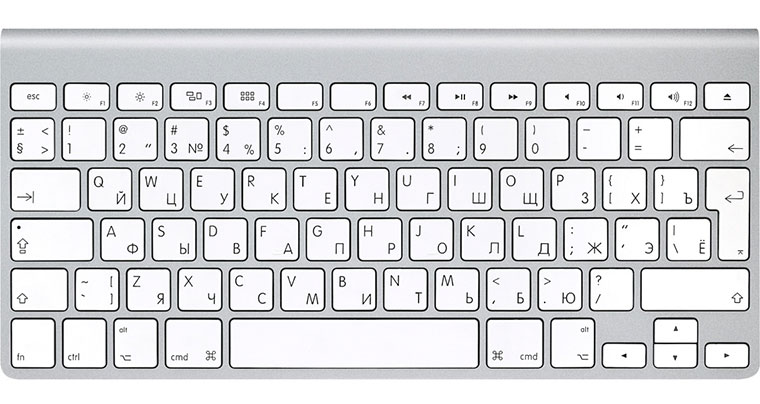 esc F1 F2 F3 F4 F5 F6 F7 F8 F9 F10 F11 F12
± < § > ! 1 @ 2 " # 3 № $ 4 % % 5 : ^ 6 , & 7 . * 8 ; ( 9 ) 0 - - + =
Q Й W Ц E У R К T Е Y Н U Г I Ш O Щ P З { [ Х } ] Ъ
A Ф S Ы D В F А G П H Р J О K Л L Д : ; Ж " ' Э | \ Ё
~ [ ` ] Z Я X Ч C С V М B И N Т M Ь < , Б > . Ю ? /
fn ctrl alt cmd cmd alt